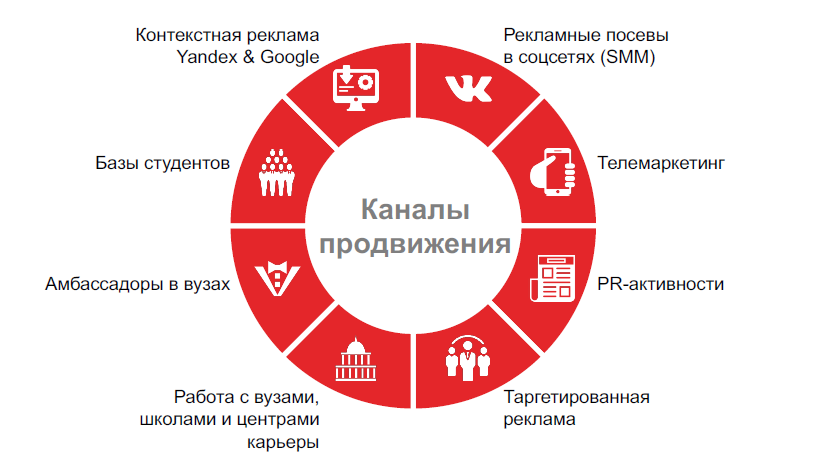 Контекстная реклама
Yandex & Google
Рекламные посевы
в соцсетях (SMM)
Базы студентов
Телемаркетинг
Каналы
продвижения
Амбассадоры в вузах
PR-активности
Работа с вузами,
школами и центрами
карьеры
Таргетированная
реклама